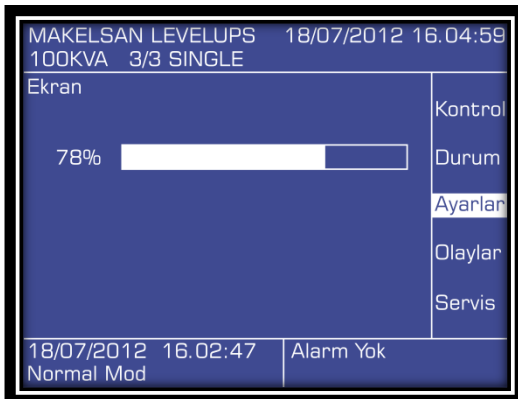 MAKELSAN LEVELUPS 18/07/2012 16.04:59
100KVA 3/3 SINGLE
Ekran
Kontrol
78%
Durum
Ayarlar
Olaylar
Servis
18/07/2012 16.02:47 Alarm Yok
Normal Mod